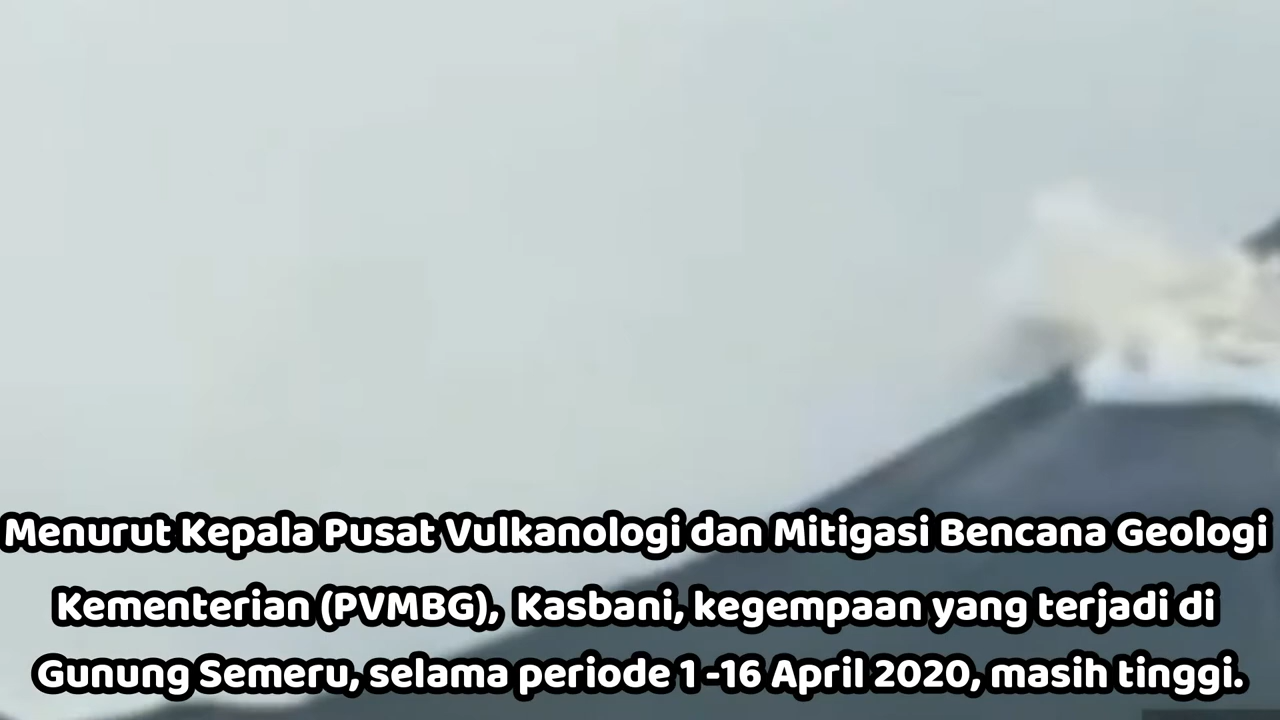 Menurut Kepala Pusat Vulkanologi dan Mitigasi Bencana Geologi
Kementerian (PVMBG), Kasbani, kegempaan yang terjadi di
Gunung Semeru, selama periode 1 -16 April 2020, masih tinggi.